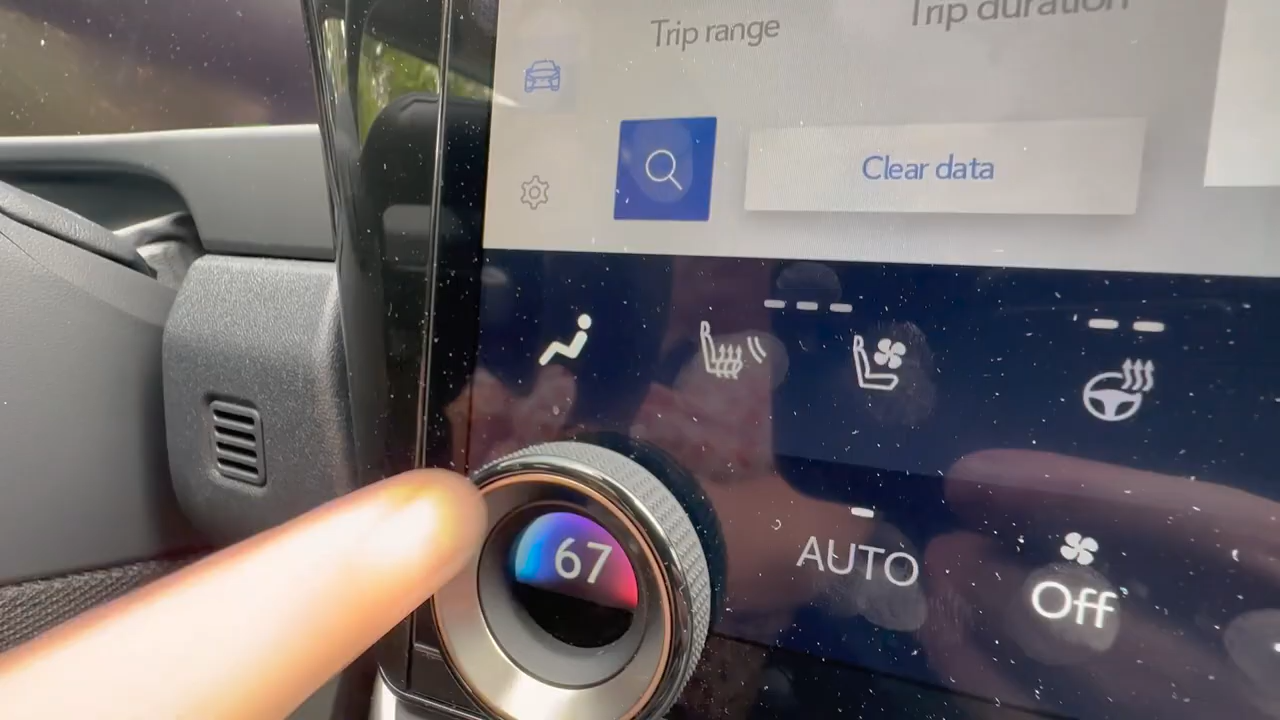 Trip range
Trip duration
Clear data
67
AUTO
Off